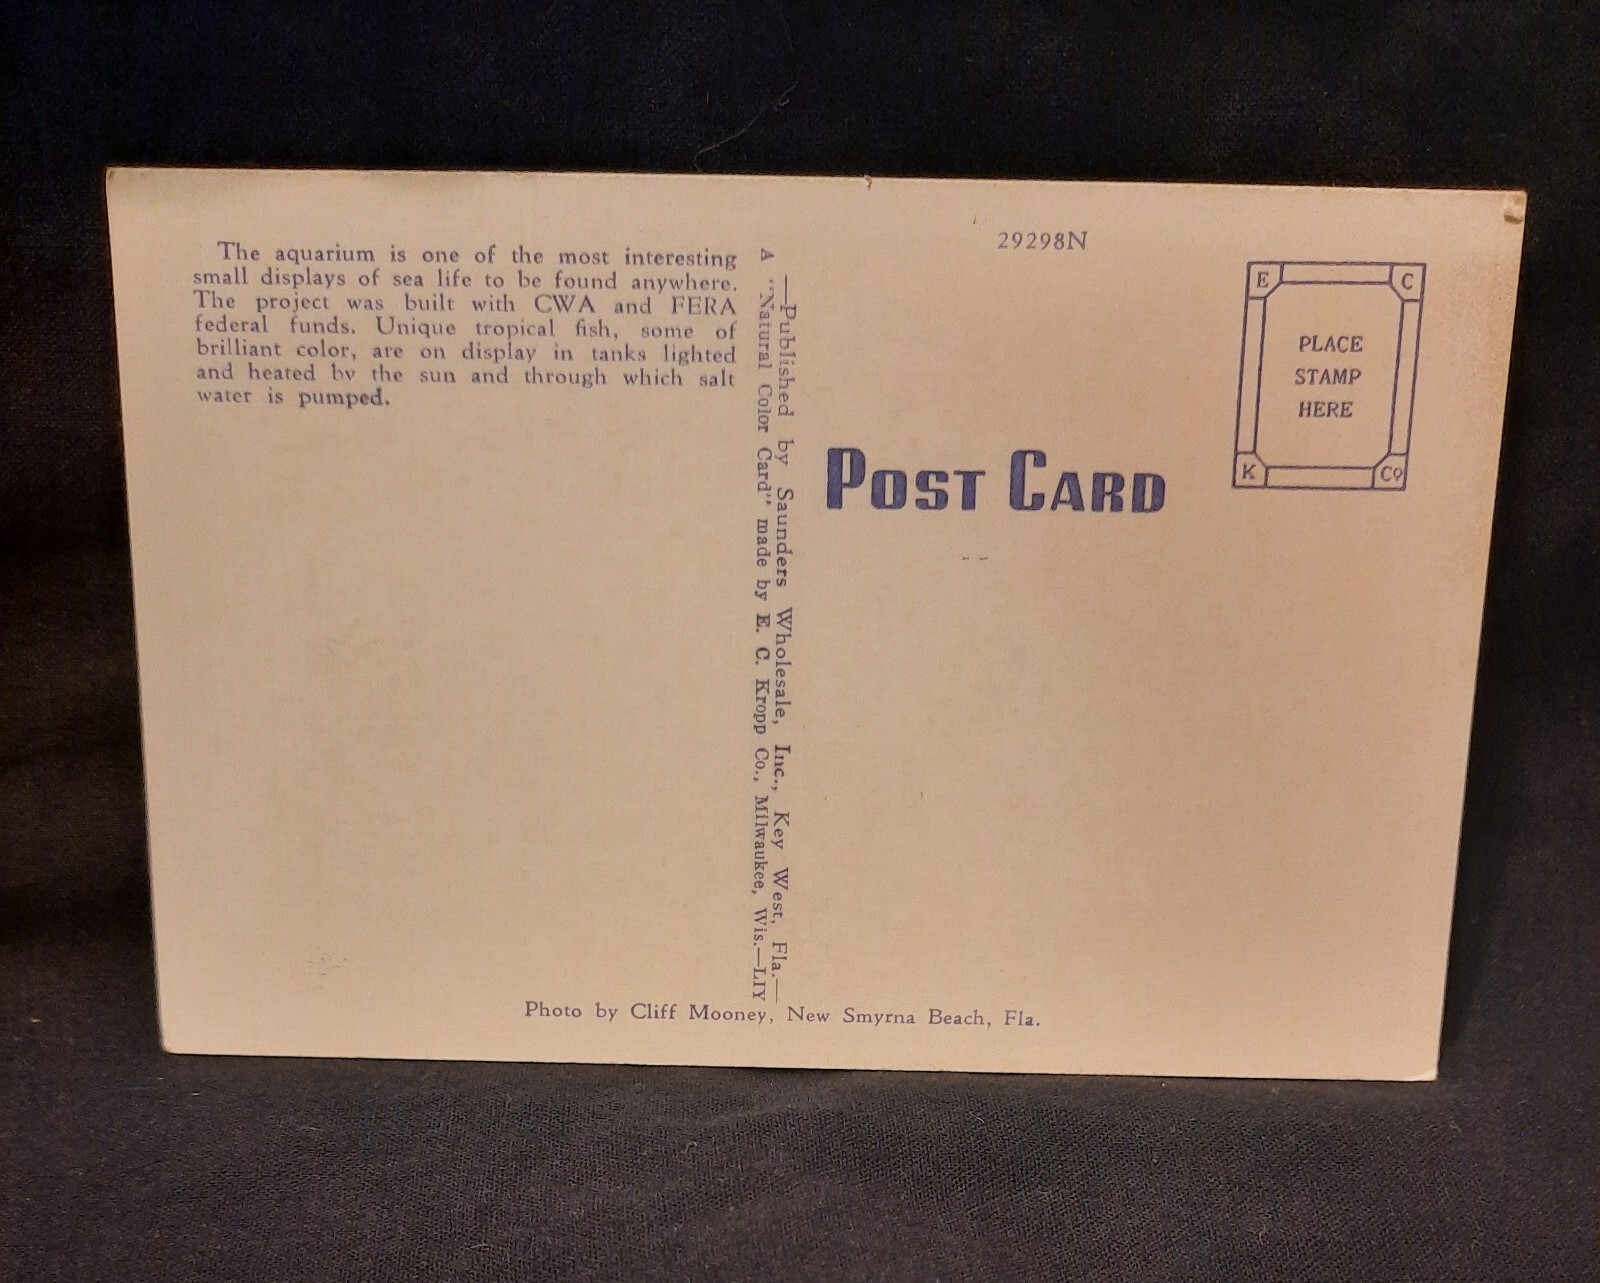 The aquarium is one of the most interesting
small displays of sea life to be found anywhere.
The project was built with CWA and FERA
federal funds. Unique tropical fish, some of
brilliant color, are on display in tanks lighted
and heated by the sun and through which salt
water is pumped.
—Published by Saunders Wholesale, Inc., Key West, Fla.—
A "Natural Color Card" made by E. C. Kropp Co., Milwaukee, Wis.—LIY
29298N
E C
PLACE
STAMP
HERE
K Co
POST CARD
Photo by Cliff Mooney, New Smyrna Beach, Fla.